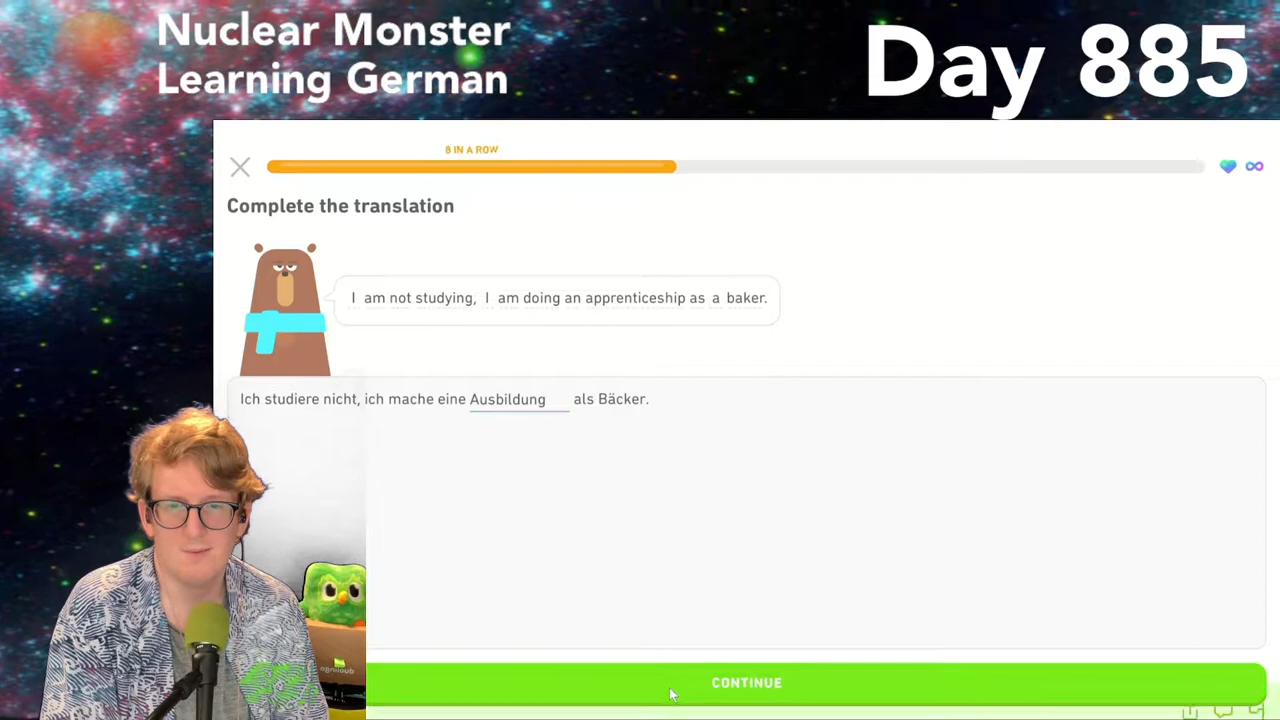 Nuclear Monster
Learning German
Day 885
8 IN A ROW
Complete the translation
I am not studying, I am doing an apprenticeship as a baker.
Ich studiere nicht, ich mache eine Ausbildung als Bäcker.
CONTINUE